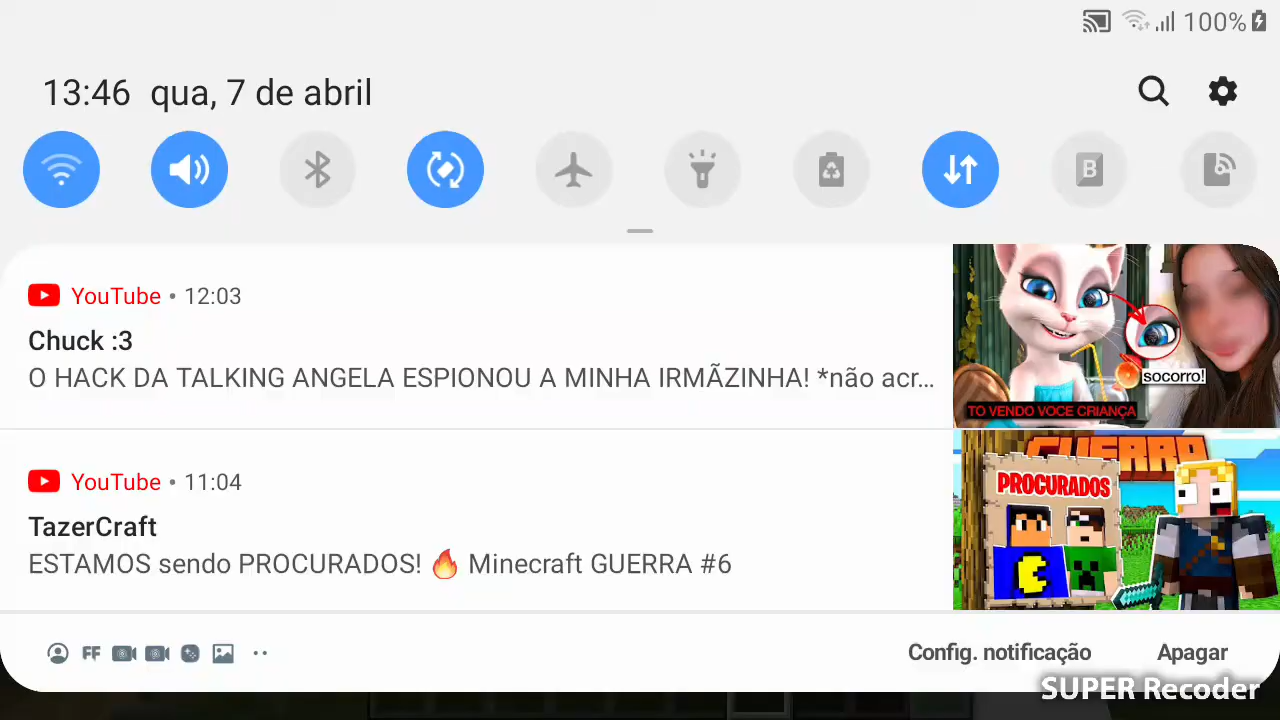 100%
13:46 qua, 7 de abril
B
YouTube • 12:03
Chuck :3
O HACK DA TALKING ANGELA ESPIONOU A MINHA IRMÃZINHA! *não acr...
socorro!
TO VENDO VOCE CRIANÇA
YouTube • 11:04
TazerCraft
ESTAMOS sendo PROCURADOS! 🔥 Minecraft GUERRA #6
GUERRA
PROCURADOS
FF
Config. notificação
Apagar
SUPER Recoder